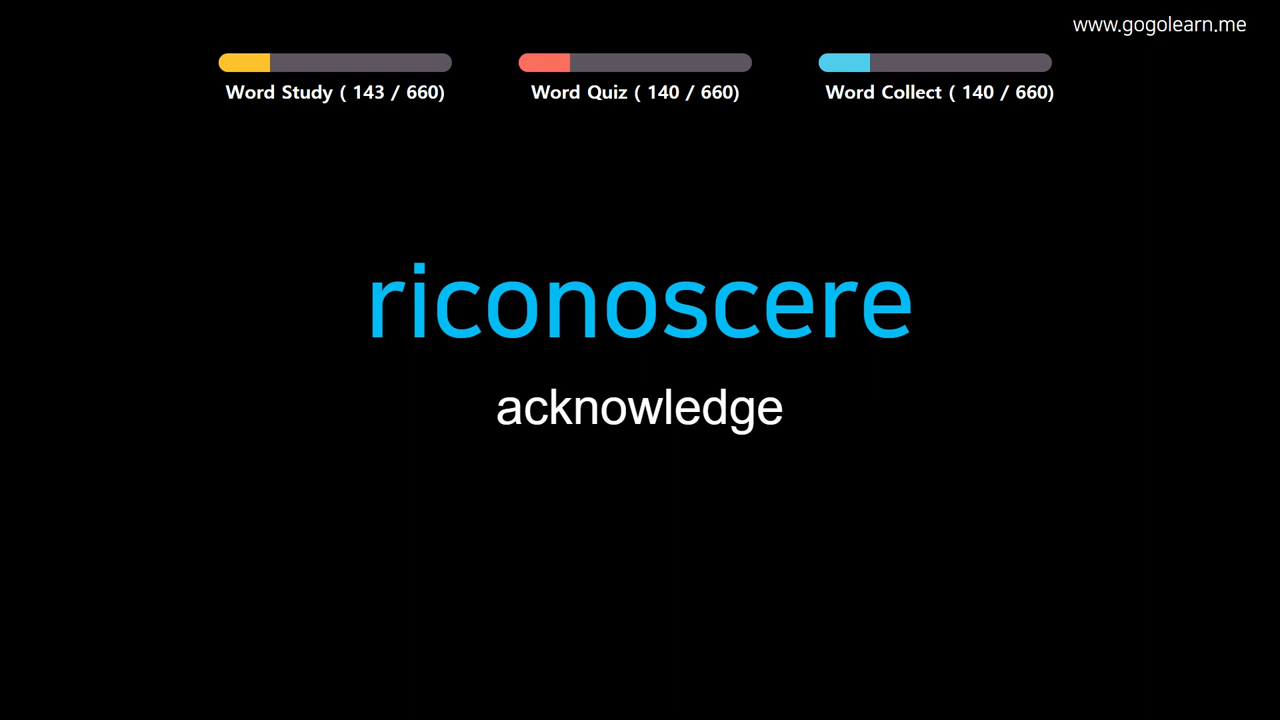 www.gogolearn.me
Word Study ( 143 / 660)
Word Quiz ( 140 / 660)
Word Collect ( 140 / 660)
riconoscere
acknowledge